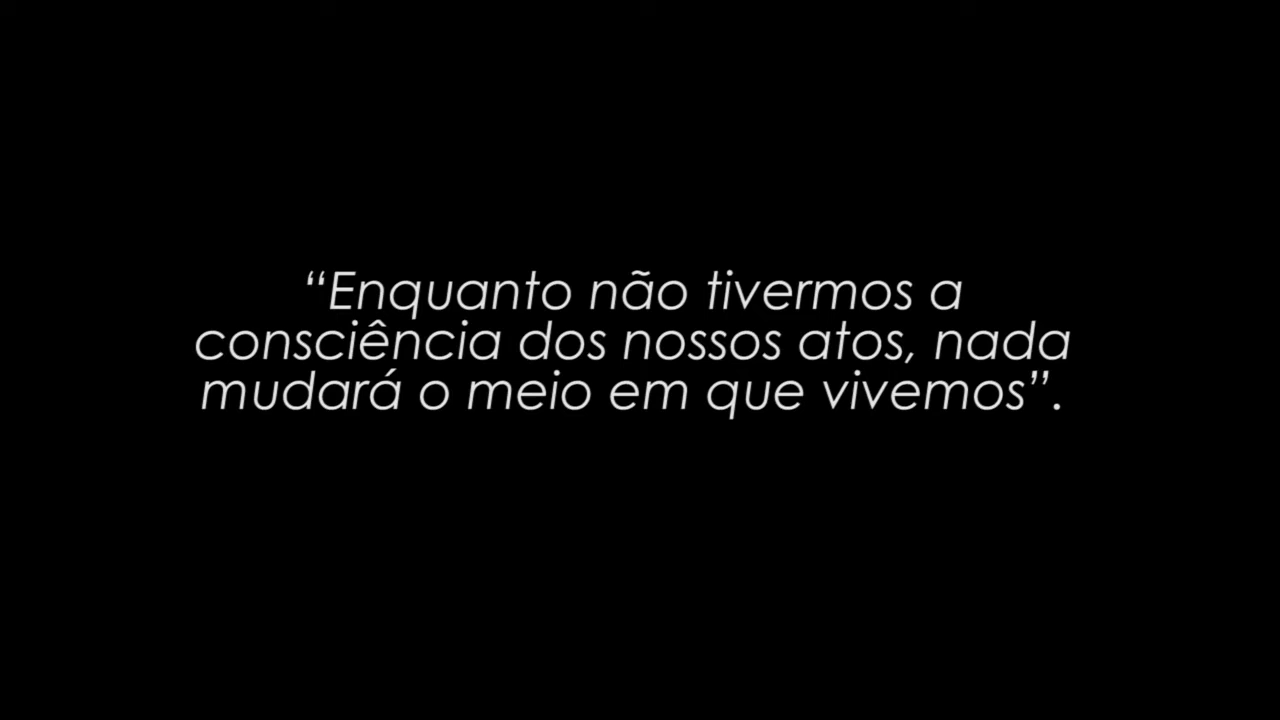 “Enquanto não tivermos a
consciência dos nossos atos, nada
mudará o meio em que vivemos”.